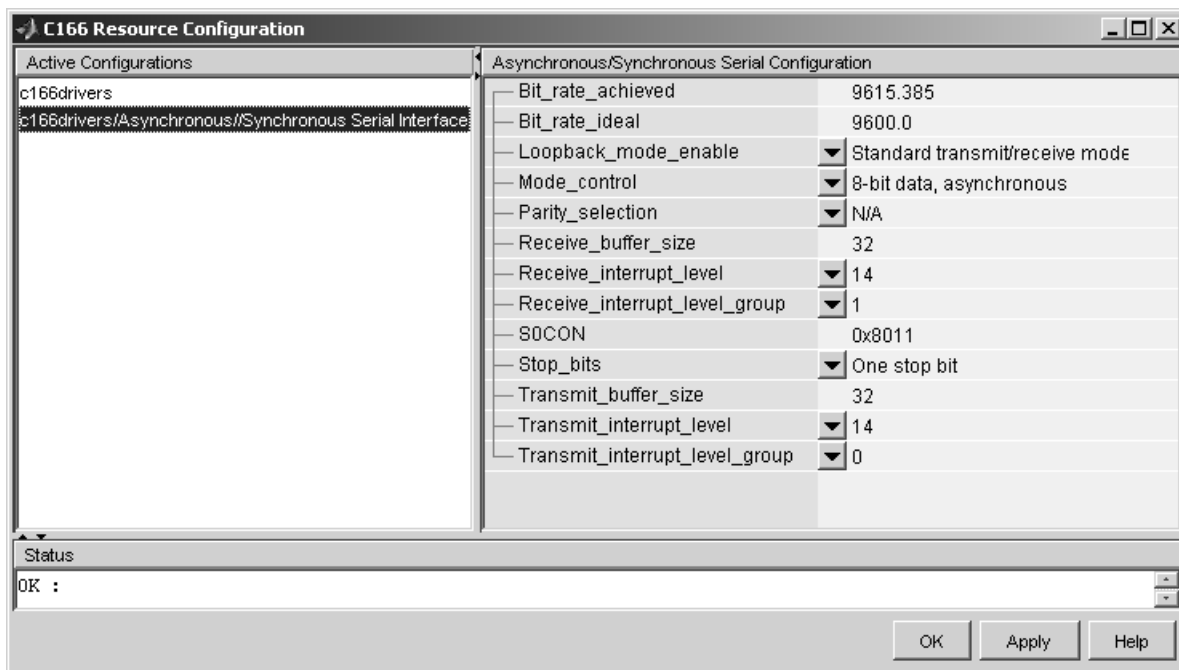 C166 Resource Configuration
Active Configurations
c166drivers
c166drivers/Asynchronous//Synchronous Serial Interface
Asynchronous/Synchronous Serial Configuration
Bit_rate_achieved 9615.385
Bit_rate_ideal 9600.0
Loopback_mode_enable Standard transmit/receive mode
Mode_control 8-bit data, asynchronous
Parity_selection N/A
Receive_buffer_size 32
Receive_interrupt_level 14
Receive_interrupt_level_group 1
S0CON 0x8011
Stop_bits One stop bit
Transmit_buffer_size 32
Transmit_interrupt_level 14
Transmit_interrupt_level_group 0
Status
OK :
OK Apply Help